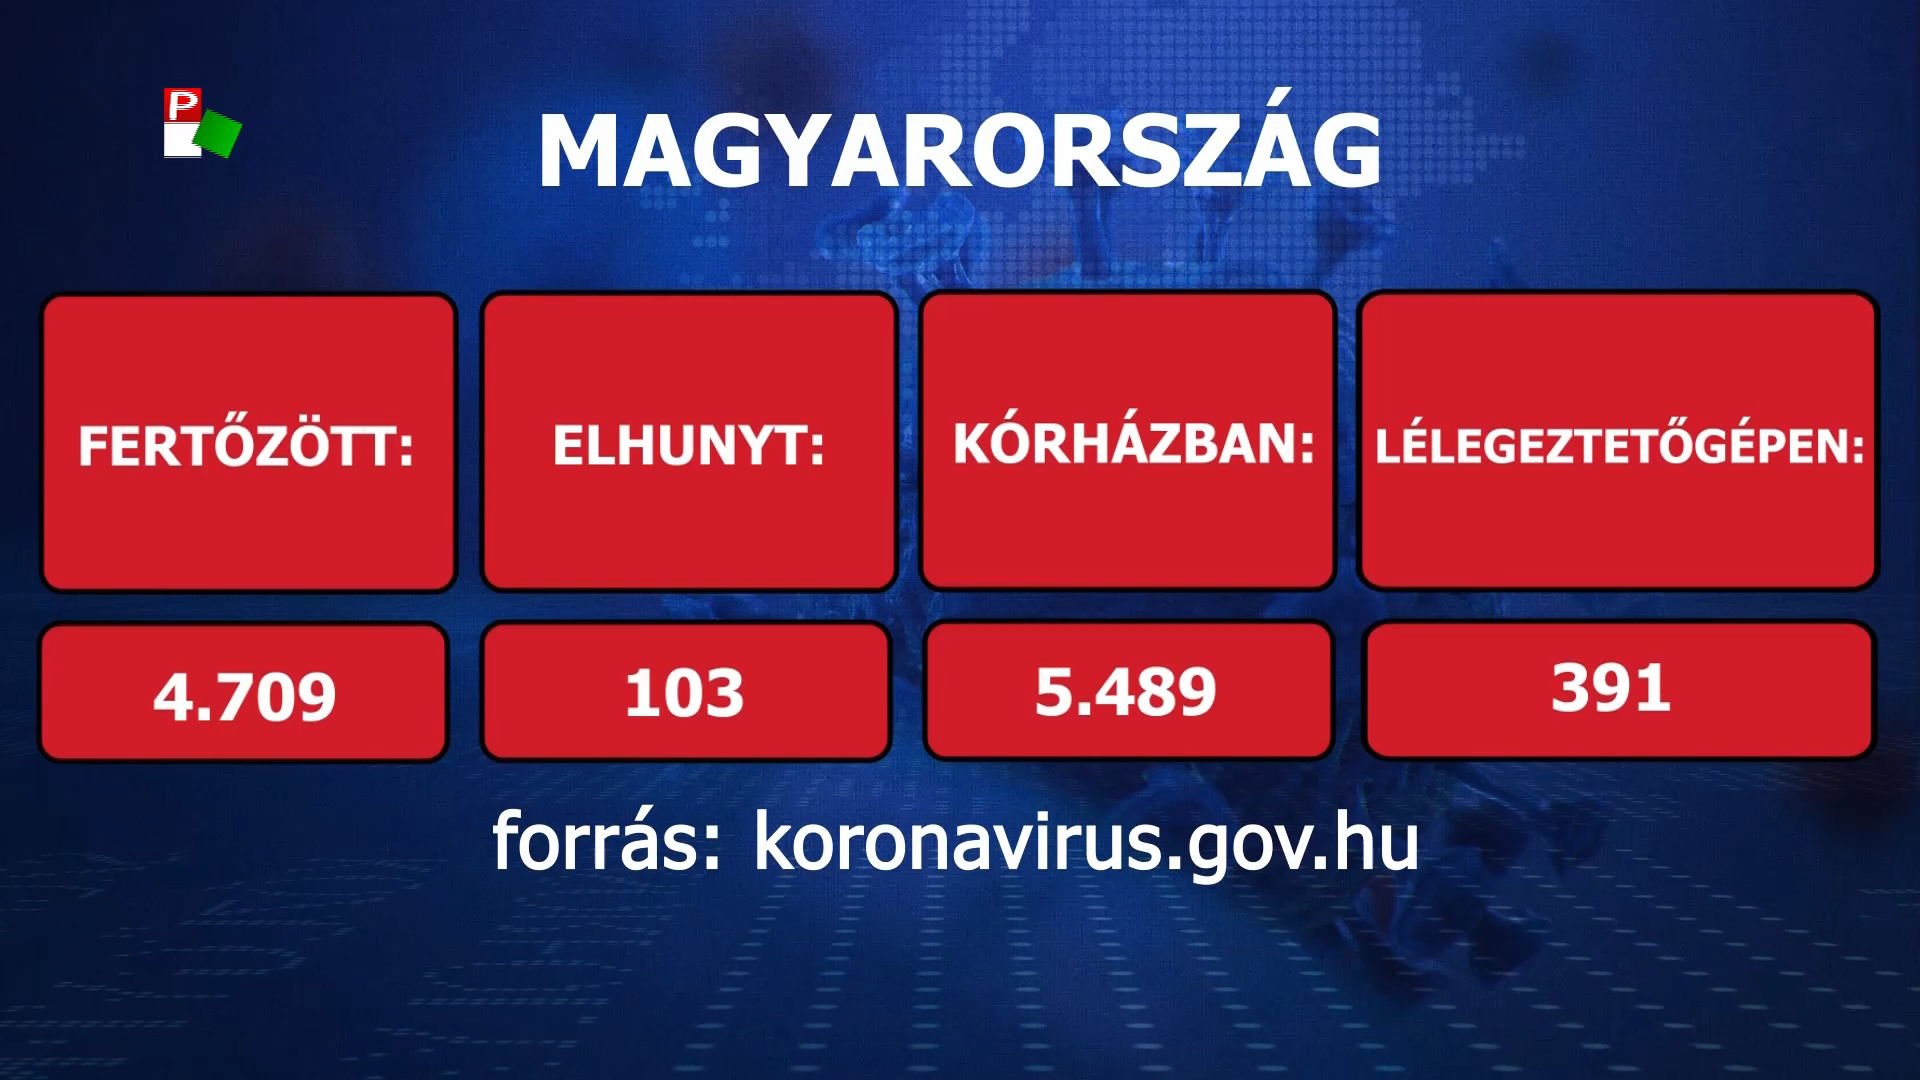 P
MAGYARORSZÁG
FERTŐZÖTT:
ELHUNYT:
KÓRHÁZBAN:
LÉLEGEZTETŐGÉPEN:
4.709
103
5.489
391
forrás: koronavirus.gov.hu